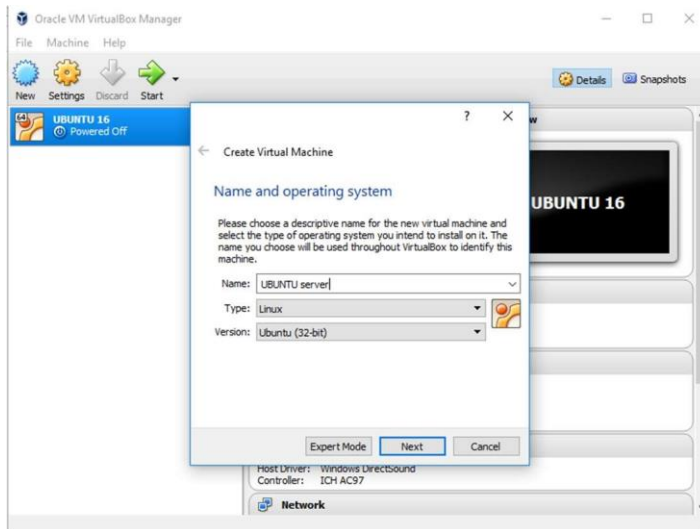 Oracle VM VirtualBox Manager
File Machine Help
New Settings Discard Start
Details Snapshots
64 UBUNTU 16
Powered Off
w
UBUNTU 16
? ×
Create Virtual Machine
Name and operating system
Please choose a descriptive name for the new virtual machine and
select the type of operating system you intend to install on it. The
name you choose will be used throughout VirtualBox to identify this
machine.
Name: UBUNTU server
Type: Linux
Version: Ubuntu (32-bit)
Expert Mode Next Cancel
Host Driver: Windows DirectSound
Controller: ICH AC97
Network